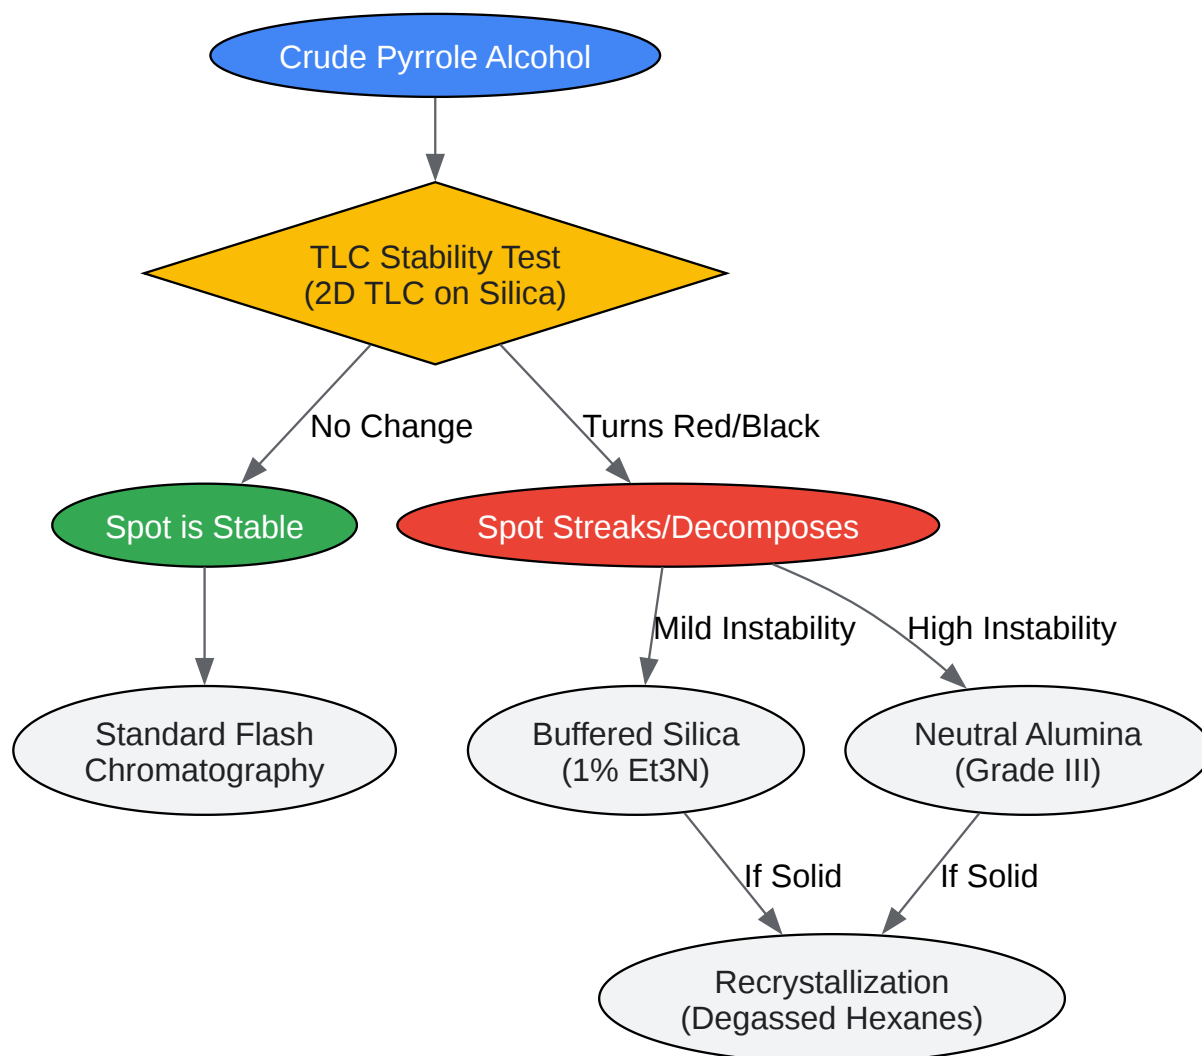 Crude Pyrrole Alcohol
TLC Stability Test
(2D TLC on Silica)
No Change
Turns Red/Black
Spot is Stable
Spot Streaks/Decomposes
Mild Instability
High Instability
Standard Flash
Chromatography
Buffered Silica
(1% Et3N)
Neutral Alumina
(Grade III)
If Solid
If Solid
Recrystallization
(Degassed Hexanes)